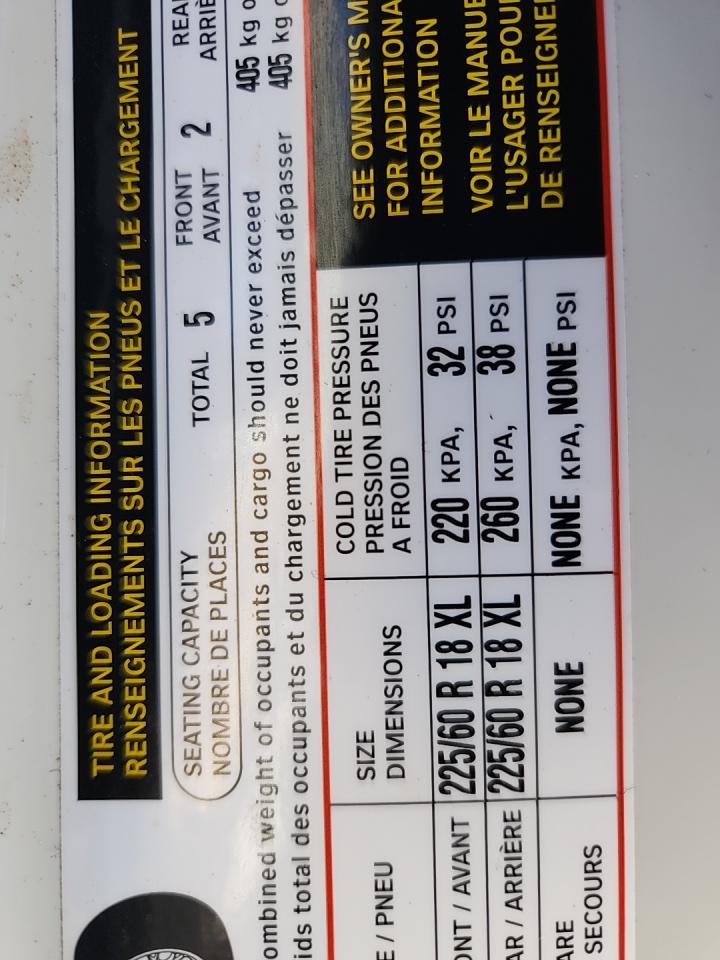 TIRE AND LOADING INFORMATION
RENSEIGNEMENTS SUR LES PNEUS ET LE CHARGEMENT
SEATING CAPACITY
NOMBRE DE PLACES
TOTAL 5
FRONT
AVANT 2
ombined weight of occupants and cargo should never exceed 405 kg o
ids total des occupants et du chargement ne doit jamais dépasser 405 kg o
E / PNEU
SIZE
DIMENSIONS
COLD TIRE PRESSURE
PRESSION DES PNEUS
A FROID
ONT / AVANT 225/60 R 18 XL 220 KPA, 32 PSI
AR / ARRIÈRE 225/60 R 18 XL 260 KPA, 38 PSI
ARE
SECOURS
NONE NONE KPA, NONE PSI
SEE OWNER'S M
FOR ADDITIONA
INFORMATION
VOIR LE MANUE
L'USAGER POU
DE RENSEIGNE